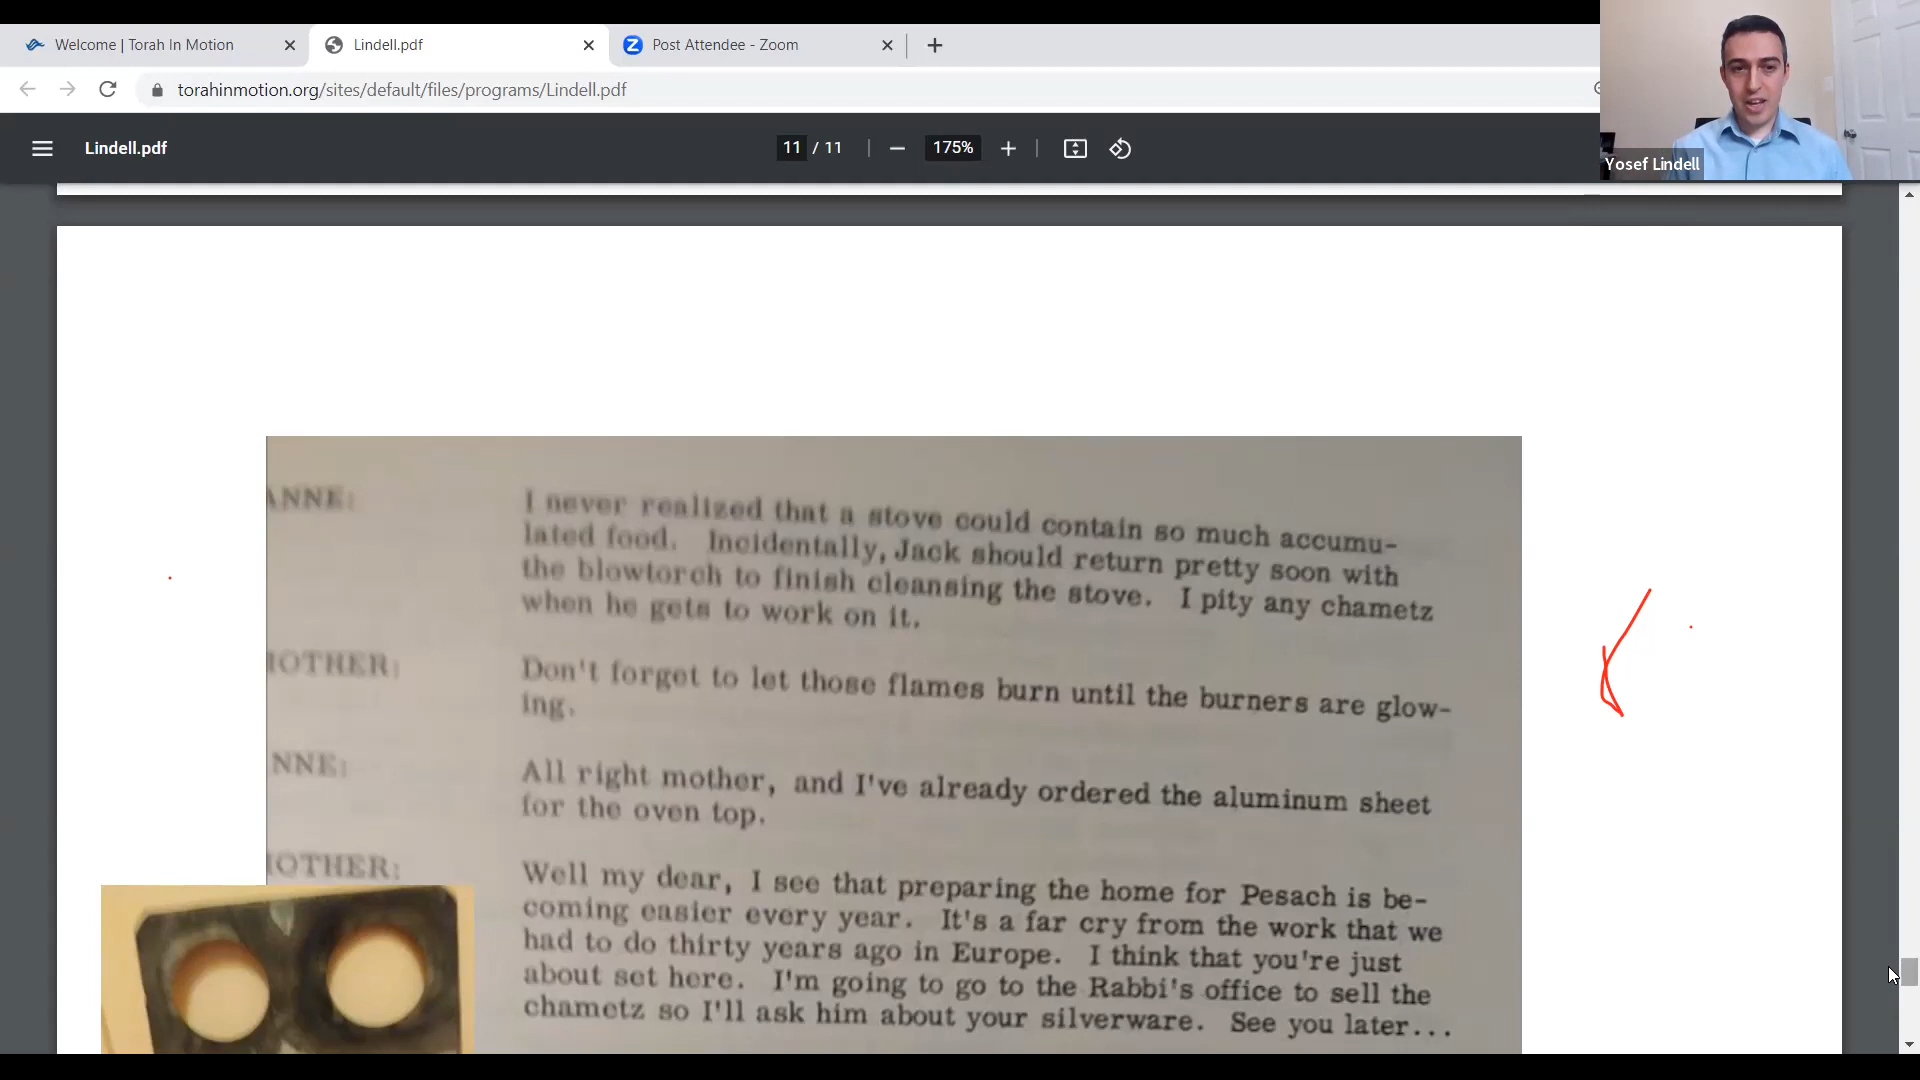 Welcome | Torah In Motion
Lindell.pdf
Post Attendee - Zoom
torahinmotion.org/sites/default/files/programs/Lindell.pdf
Lindell.pdf
11 / 11
175%
Yosef Lindell
ANNE: I never realized that a stove could contain so much accumu-
lated food. Incidentally, Jack should return pretty soon with
the blowtorch to finish cleansing the stove. I pity any chametz
when he gets to work on it.
MOTHER: Don't forget to let those flames burn until the burners are glow-
ing.
NNE: All right mother, and I've already ordered the aluminum sheet
for the oven top.
MOTHER: Well my dear, I see that preparing the home for Pesach is be-
coming easier every year. It's a far cry from the work that we
had to do thirty years ago in Europe. I think that you're just
about set here. I'm going to go to the Rabbi's office to sell the
chametz so I'll ask him about your silverware. See you later...